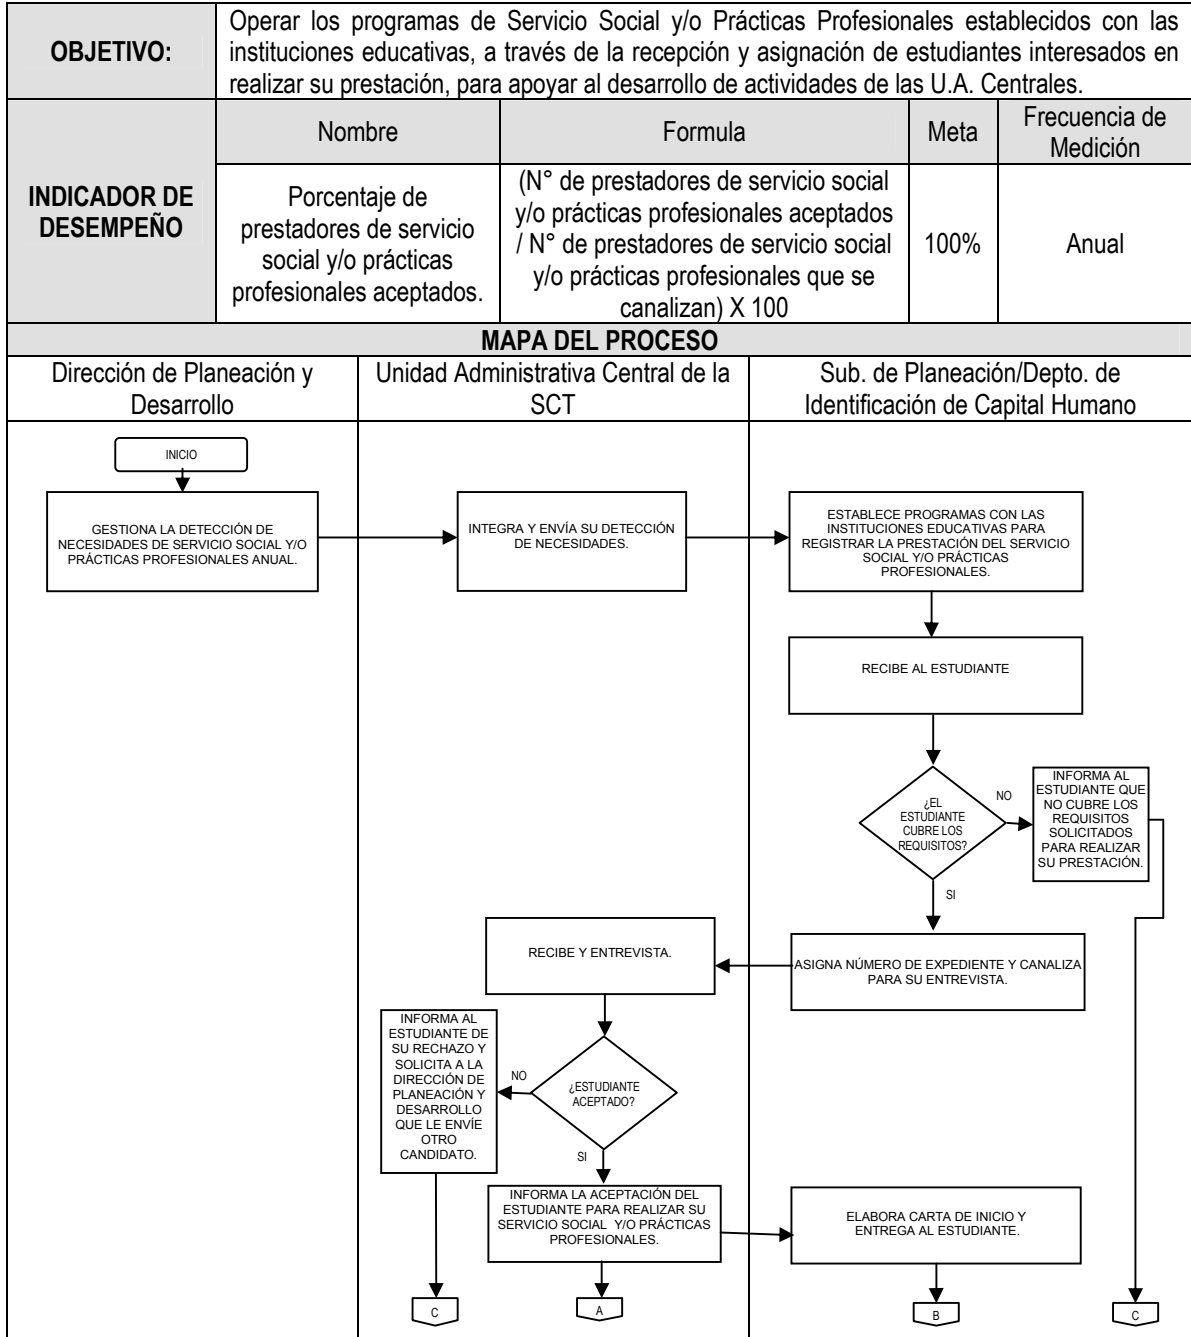 OBJETIVO:
Operar los programas de Servicio Social y/o Prácticas Profesionales establecidos con las
instituciones educativas, a través de la recepción y asignación de estudiantes interesados en
realizar su prestación, para apoyar al desarrollo de actividades de las U.A. Centrales.
INDICADOR DE
DESEMPEÑO
Nombre
Formula
Meta
Frecuencia de
Medición
Porcentaje de
prestadores de servicio
social y/o prácticas
profesionales aceptados.
(N° de prestadores de servicio social
y/o prácticas profesionales aceptados
/ N° de prestadores de servicio social
y/o prácticas profesionales que se
canalizan) X 100
100%
Anual
MAPA DEL PROCESO
Dirección de Planeación y
Desarrollo
Unidad Administrativa Central de la
SCT
Sub. de Planeación/Depto. de
Identificación de Capital Humano
INICIO
GESTIONA LA DETECCIÓN DE
NECESIDADES DE SERVICIO SOCIAL Y/O
PRÁCTICAS PROFESIONALES ANUAL.
INTEGRA Y ENVÍA SU DETECCIÓN
DE NECESIDADES.
ESTABLECE PROGRAMAS CON LAS
INSTITUCIONES EDUCATIVAS PARA
REGISTRAR LA PRESTACIÓN DEL SERVICIO
SOCIAL Y/O PRÁCTICAS
PROFESIONALES.
RECIBE AL ESTUDIANTE
¿EL
ESTUDIANTE
CUBRE LOS
REQUISITOS?
NO
INFORMA AL
ESTUDIANTE QUE
NO CUBRE LOS
REQUISITOS
SOLICITADOS
PARA REALIZAR
SU PRESTACIÓN.
SI
ASIGNA NÚMERO DE EXPEDIENTE Y CANALIZA
PARA SU ENTREVISTA.
RECIBE Y ENTREVISTA.
¿ESTUDIANTE
ACEPTADO?
NO
INFORMA AL
ESTUDIANTE DE
SU RECHAZO Y
SOLICITA A LA
DIRECCIÓN DE
PLANEACIÓN Y
DESARROLLO
QUE LE ENVÍE
OTRO
CANDIDATO.
SI
INFORMA LA ACEPTACIÓN DEL
ESTUDIANTE PARA REALIZAR SU
SERVICIO SOCIAL Y/O PRÁCTICAS
PROFESIONALES.
ELABORA CARTA DE INICIO Y
ENTREGA AL ESTUDIANTE.
C
A
B
C